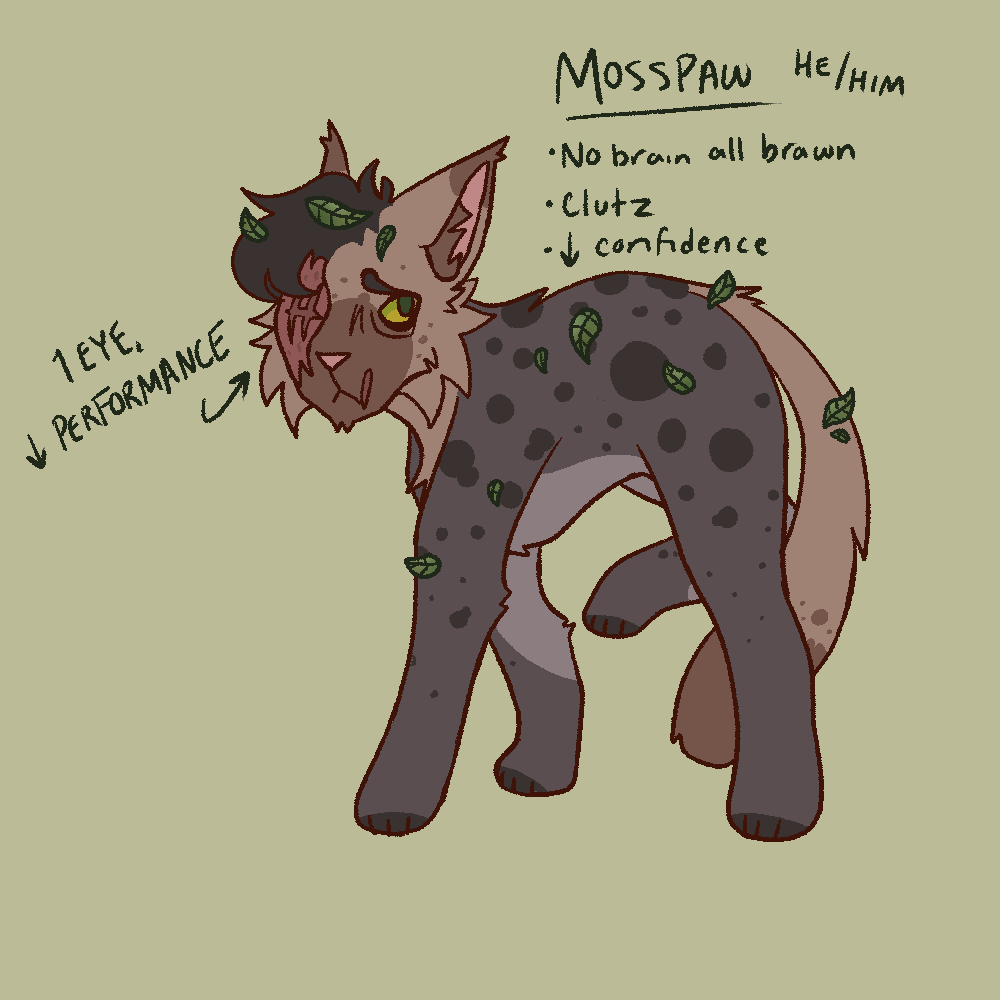 MOSSPAW HE/HIM
•No brain all brawn
•Clutz
•↓ confidence
1 EYE,
↓ PERFORMANCE